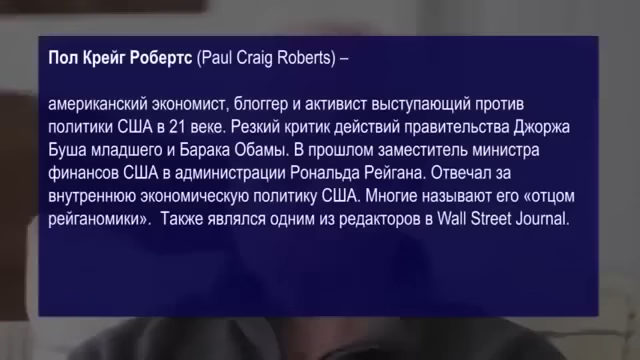 Пол Крейг Робертс (Paul Craig Roberts) –
американский экономист, блоггер и активист выступающий против
политики США в 21 веке. Резкий критик действий правительства Джоржа
Буша младшего и Барака Обамы. В прошлом заместитель министра
финансов США в администрации Рональда Рейгана. Отвечал за
внутреннюю экономическую политику США. Многие называют его «отцом
рейганомики».  Также являлся одним из редакторов в Wall Street Journal.